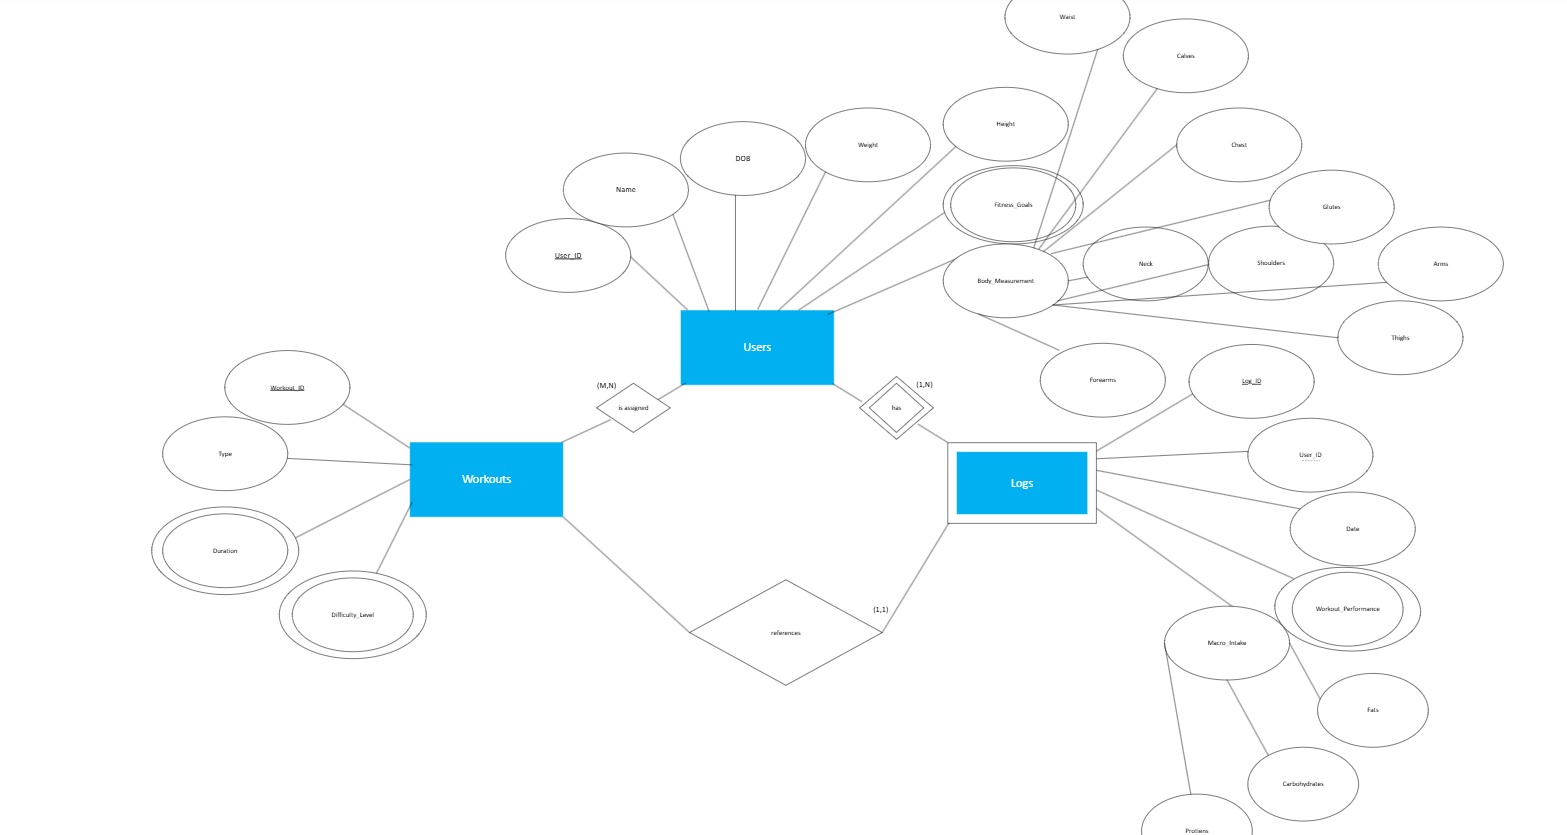 Waist
Calves
Height
Chest
Weight
DOB
Name
Fitness_Goals
Glutes
User_ID
Body_Measurement
Neck
Shoulders
Arms
Thighs
Users
Forearms
Log_ID
Workout_ID
(M,N)
(1,N)
is assigned
has
Type
User_ID
Workouts
Logs
Date
Duration
Difficulty_Level
Workout_Performance
(1,1)
references
Macro_Intake
Fats
Carbohydrates
Protiens